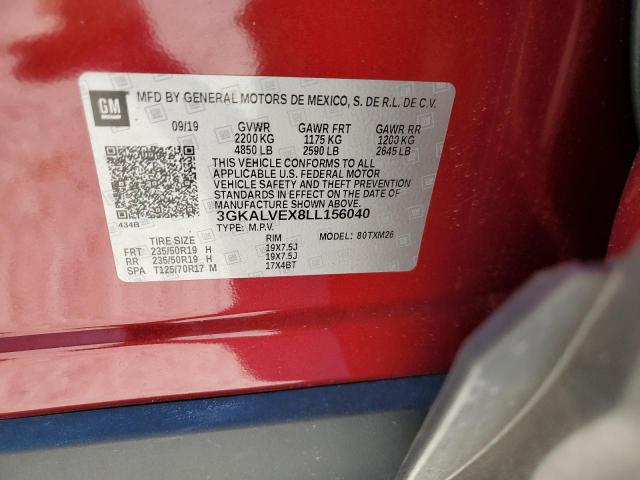 GM
MFD BY GENERAL MOTORS DE MEXICO, S. DE R.L. DE C.V.
09/19 GVWR GAWR FRT GAWR RR
2200 KG 1175 KG 1200 KG
4850 LB 2590 LB 2645 LB
THIS VEHICLE CONFORMS TO ALL
APPLICABLE U.S. FEDERAL MOTOR
VEHICLE SAFETY AND THEFT PREVENTION
STANDARDS IN EFFECT ON THE DATE OF
MANUFACTURE SHOWN ABOVE.
3GKALVEX8LL156040
434B TYPE: M.P.V. MODEL: 80TXM26
TIRE SIZE RIM
FRT 235/50R19 H 19X7.5J
RR 235/50R19 H 19X7.5J
SPA T125/70R17 M 17X4BT